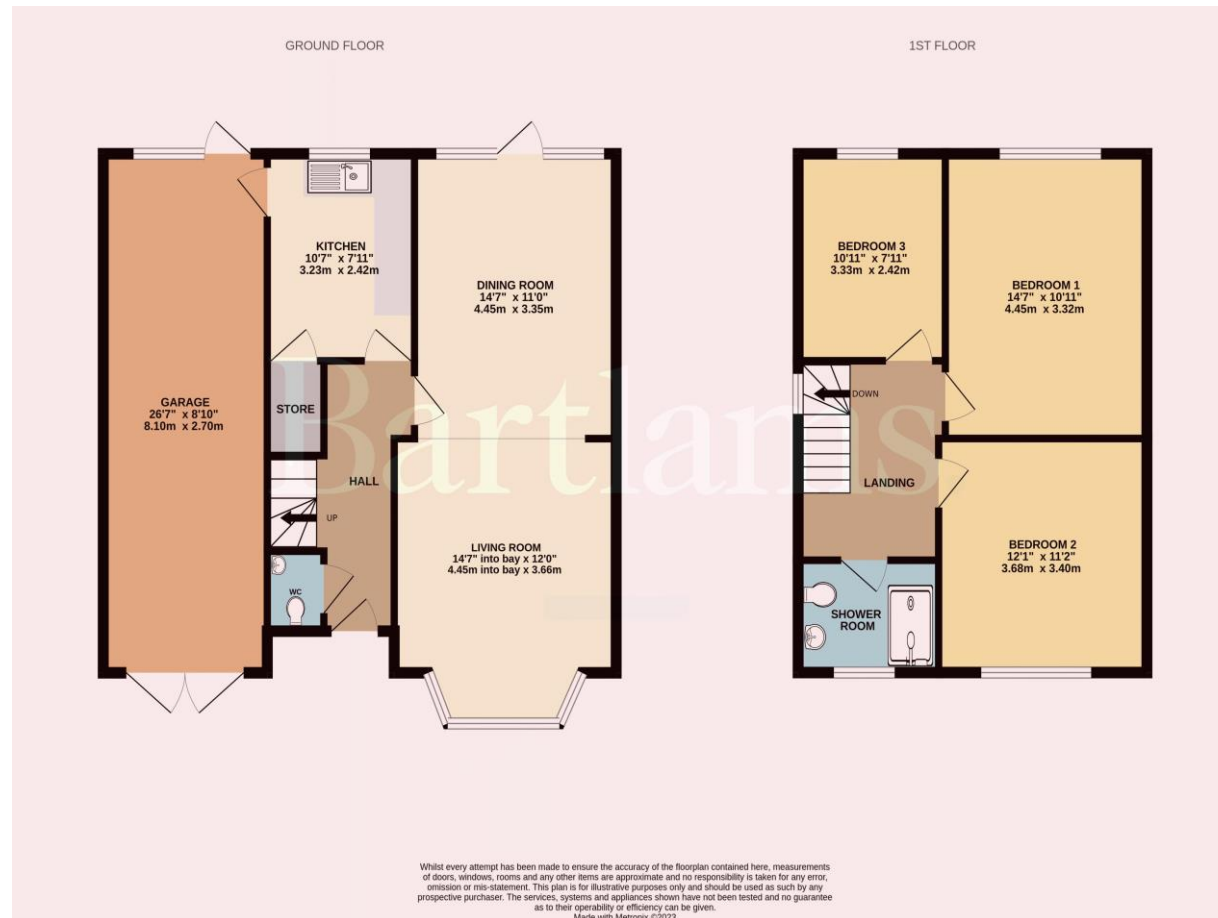 GROUND FLOOR
1ST FLOOR
KITCHEN
10'7" x 7'11"
3.23m x 2.42m
DINING ROOM
14'7" x 11'0"
4.45m x 3.35m
GARAGE
26'7" x 8'10"
8.10m x 2.70m
STORE
HALL
UP
WC
LIVING ROOM
14'7" into bay x 12'0"
4.45m into bay x 3.66m
BEDROOM 3
10'11" x 7'11"
3.33m x 2.42m
BEDROOM 1
14'7" x 10'11"
4.45m x 3.32m
DOWN
LANDING
BEDROOM 2
12'1" x 11'2"
3.68m x 3.40m
SHOWER
ROOM
Bartlams
Whilst every attempt has been made to ensure the accuracy of the floorplan contained here, measurements
of doors, windows, rooms and any other items are approximate and no responsibility is taken for any error,
omission or mis-statement. This plan is for illustrative purposes only and should be used as such by any
prospective purchaser. The services, systems and appliances shown have not been tested and no guarantee
as to their operability or efficiency can be given.
Made with Metropix ©2023